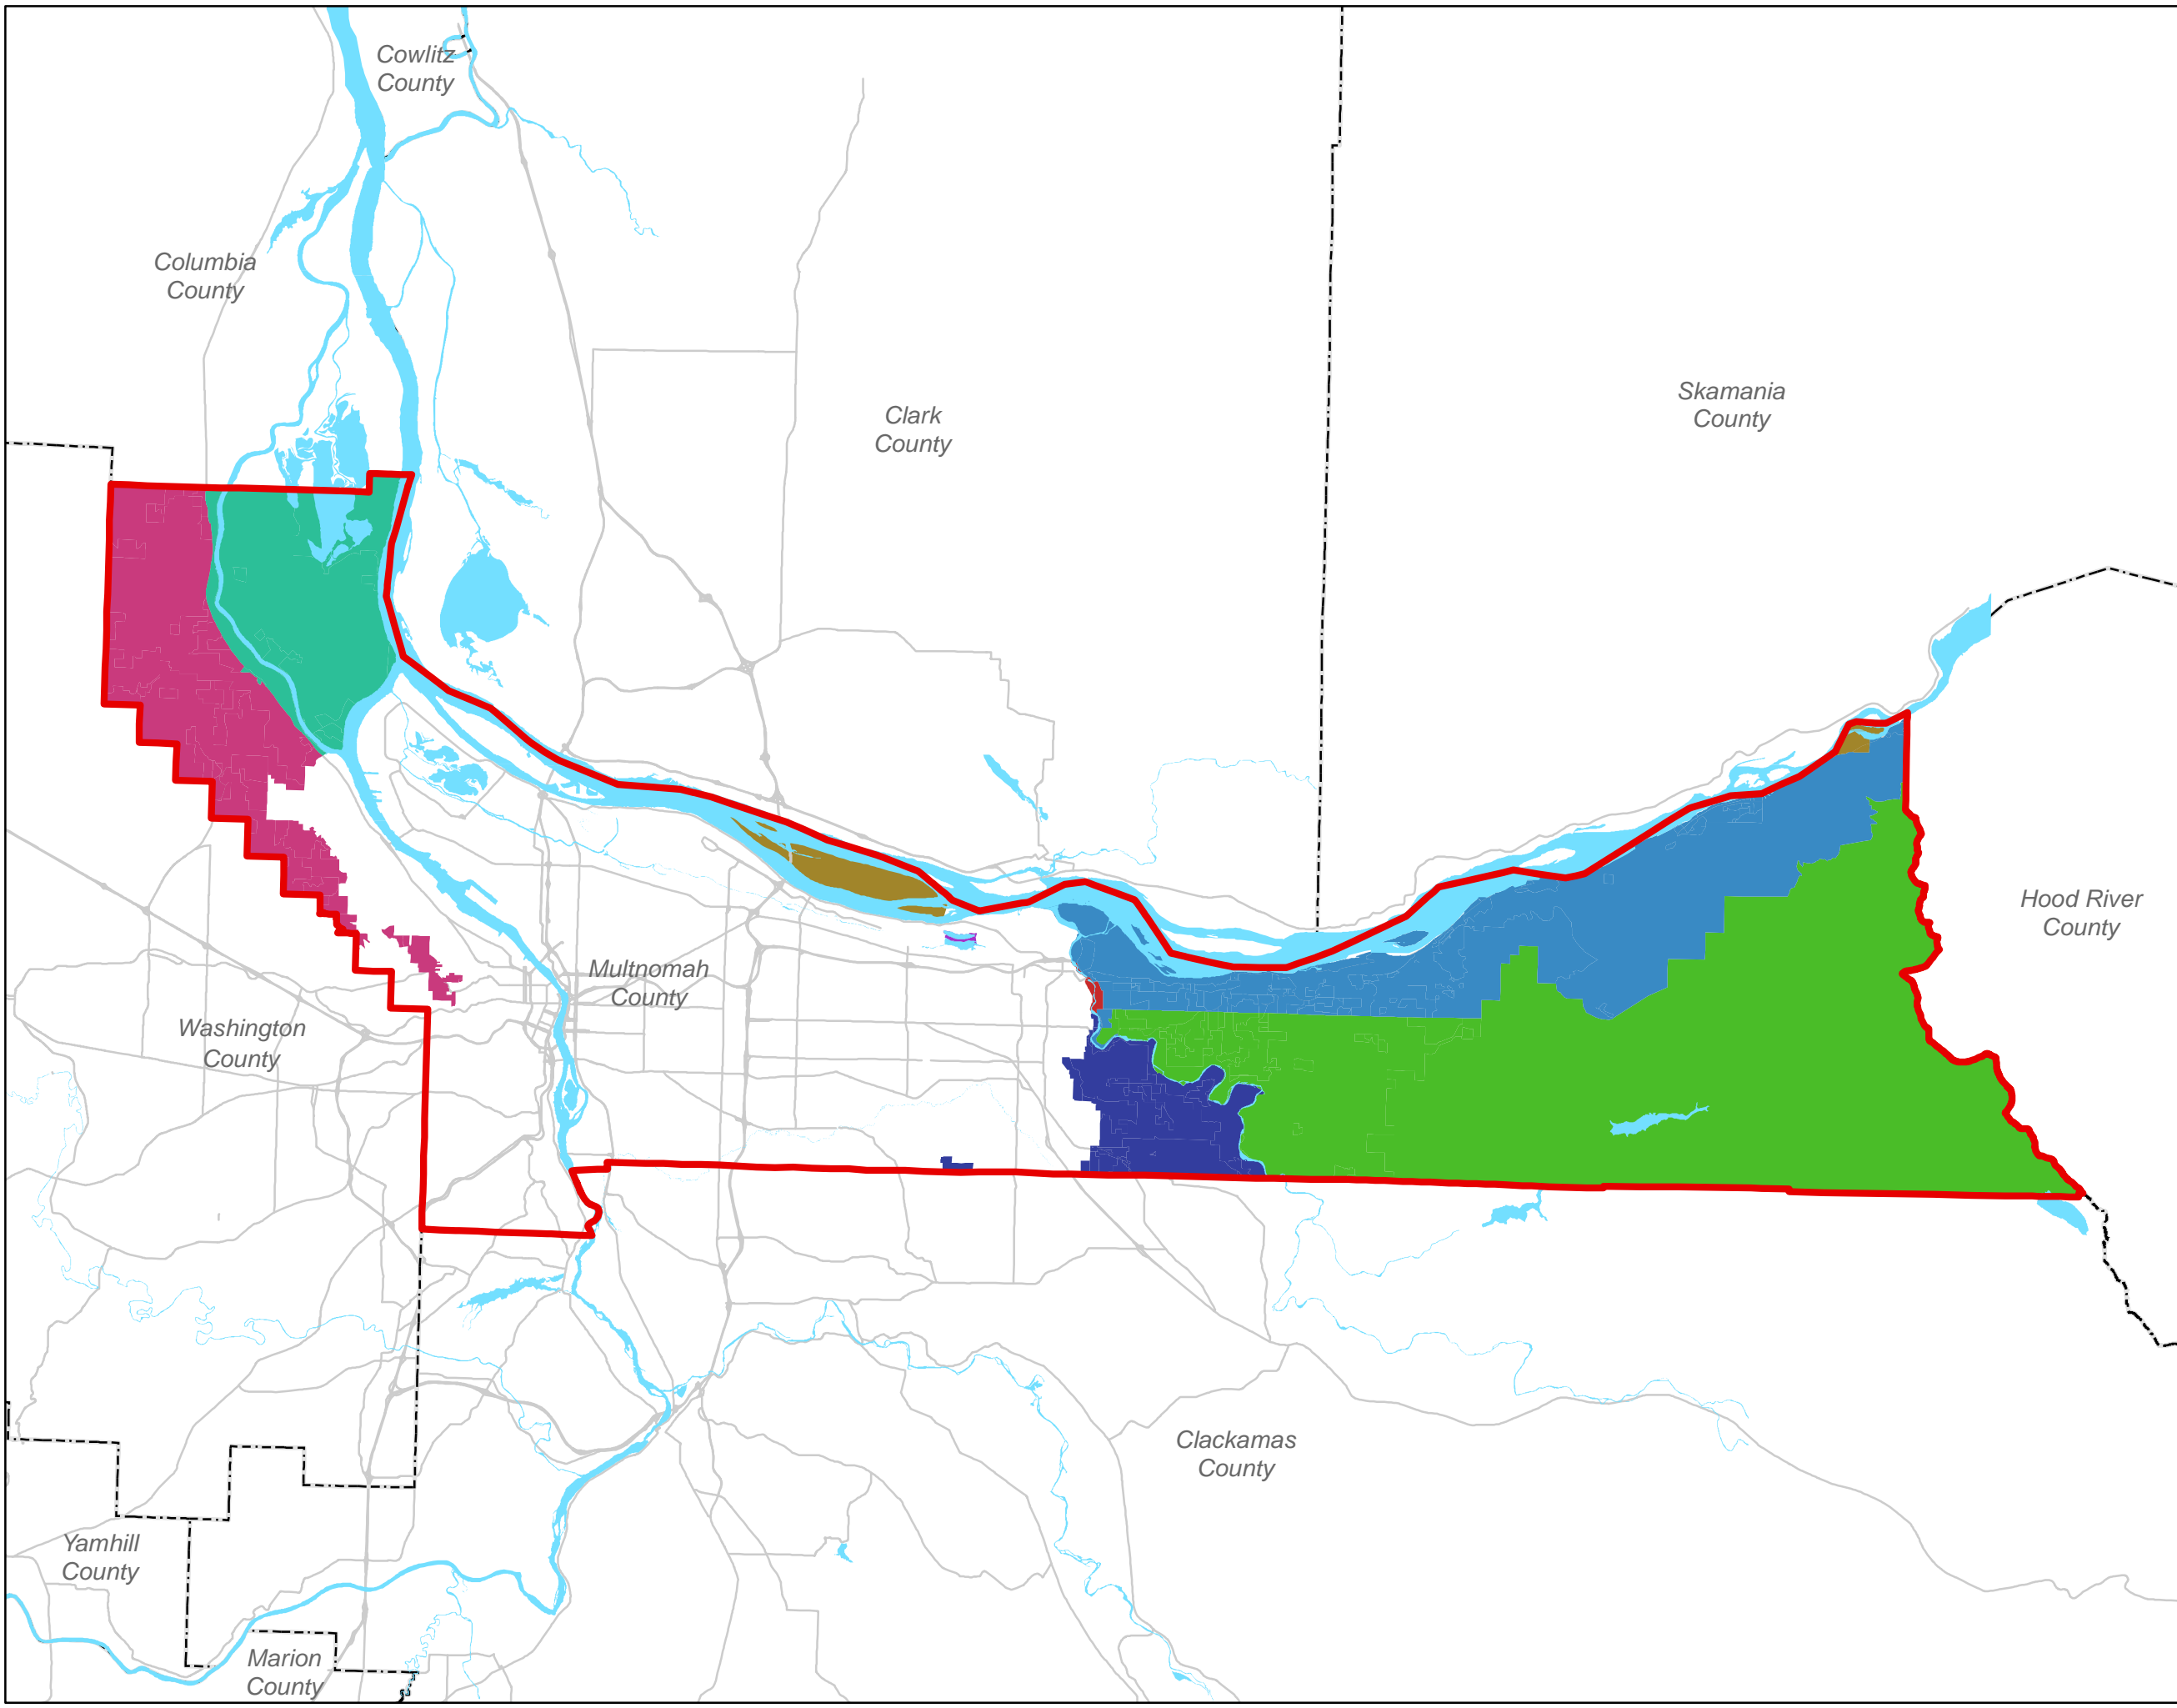 Cowlitz
County
Columbia
County
Clark
County
Skamania
County
Hood River
County
Multnomah
County
Washington
County
Clackamas
County
Yamhill
County
Marion
County